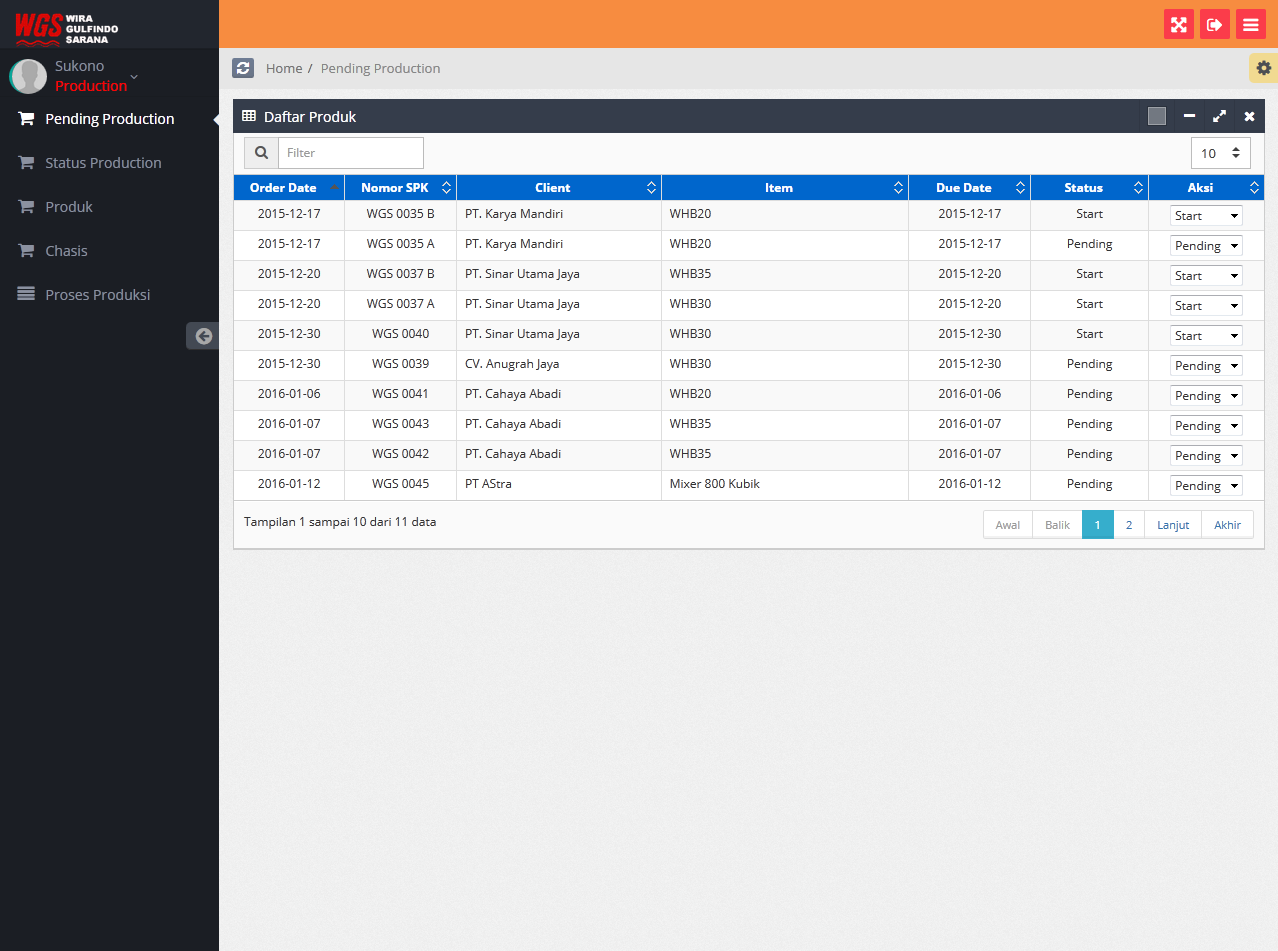 WGS WIRA
GULFINDO
SARANA
Sukono
Production
Pending Production
Status Production
Produk
Chasis
Proses Produksi
Home / Pending Production
Daftar Produk
Filter
10
Order Date Nomor SPK Client Item Due Date Status Aksi
2015-12-17 WGS 0035 B PT. Karya Mandiri WHB20 2015-12-17 Start Start
2015-12-17 WGS 0035 A PT. Karya Mandiri WHB20 2015-12-17 Pending Pending
2015-12-20 WGS 0037 B PT. Sinar Utama Jaya WHB35 2015-12-20 Start Start
2015-12-20 WGS 0037 A PT. Sinar Utama Jaya WHB30 2015-12-20 Start Start
2015-12-30 WGS 0040 PT. Sinar Utama Jaya WHB30 2015-12-30 Start Start
2015-12-30 WGS 0039 CV. Anugrah Jaya WHB30 2015-12-30 Pending Pending
2016-01-06 WGS 0041 PT. Cahaya Abadi WHB20 2016-01-06 Pending Pending
2016-01-07 WGS 0043 PT. Cahaya Abadi WHB35 2016-01-07 Pending Pending
2016-01-07 WGS 0042 PT. Cahaya Abadi WHB35 2016-01-07 Pending Pending
2016-01-12 WGS 0045 PT AStra Mixer 800 Kubik 2016-01-12 Pending Pending
Tampilan 1 sampai 10 dari 11 data
Awal Balik 1 2 Lanjut Akhir